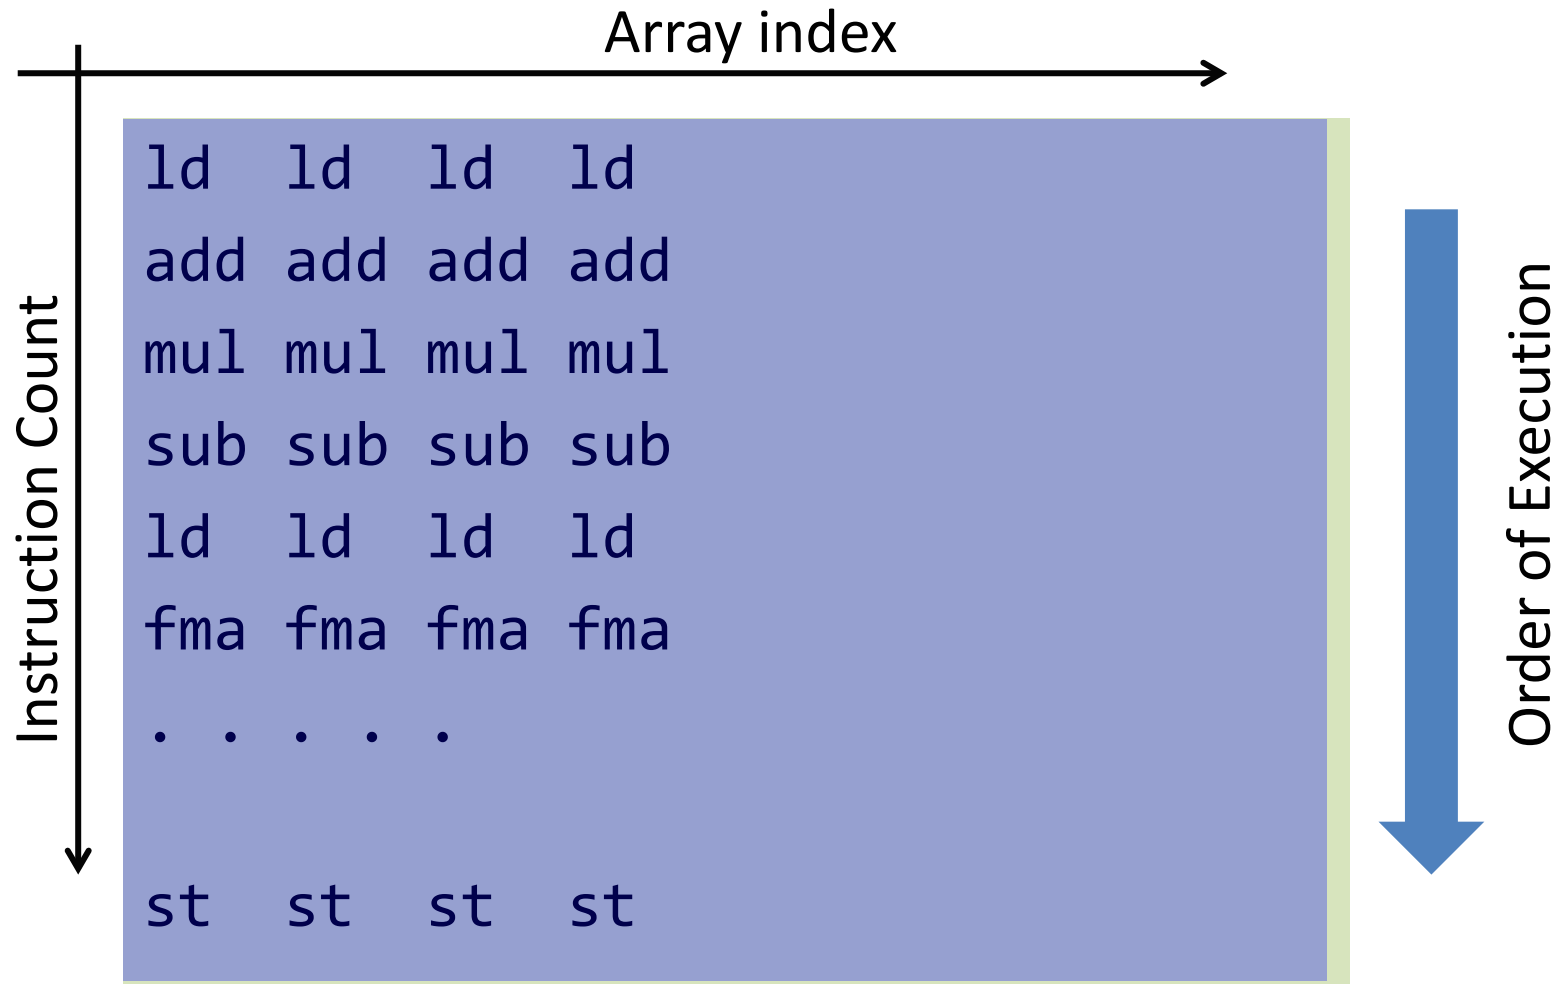 Array index
Instruction Count
ld ld ld ld
add add add add
mul mul mul mul
sub sub sub sub
ld ld ld ld
fma fma fma fma
. . . . .
st st st st
Order of Execution